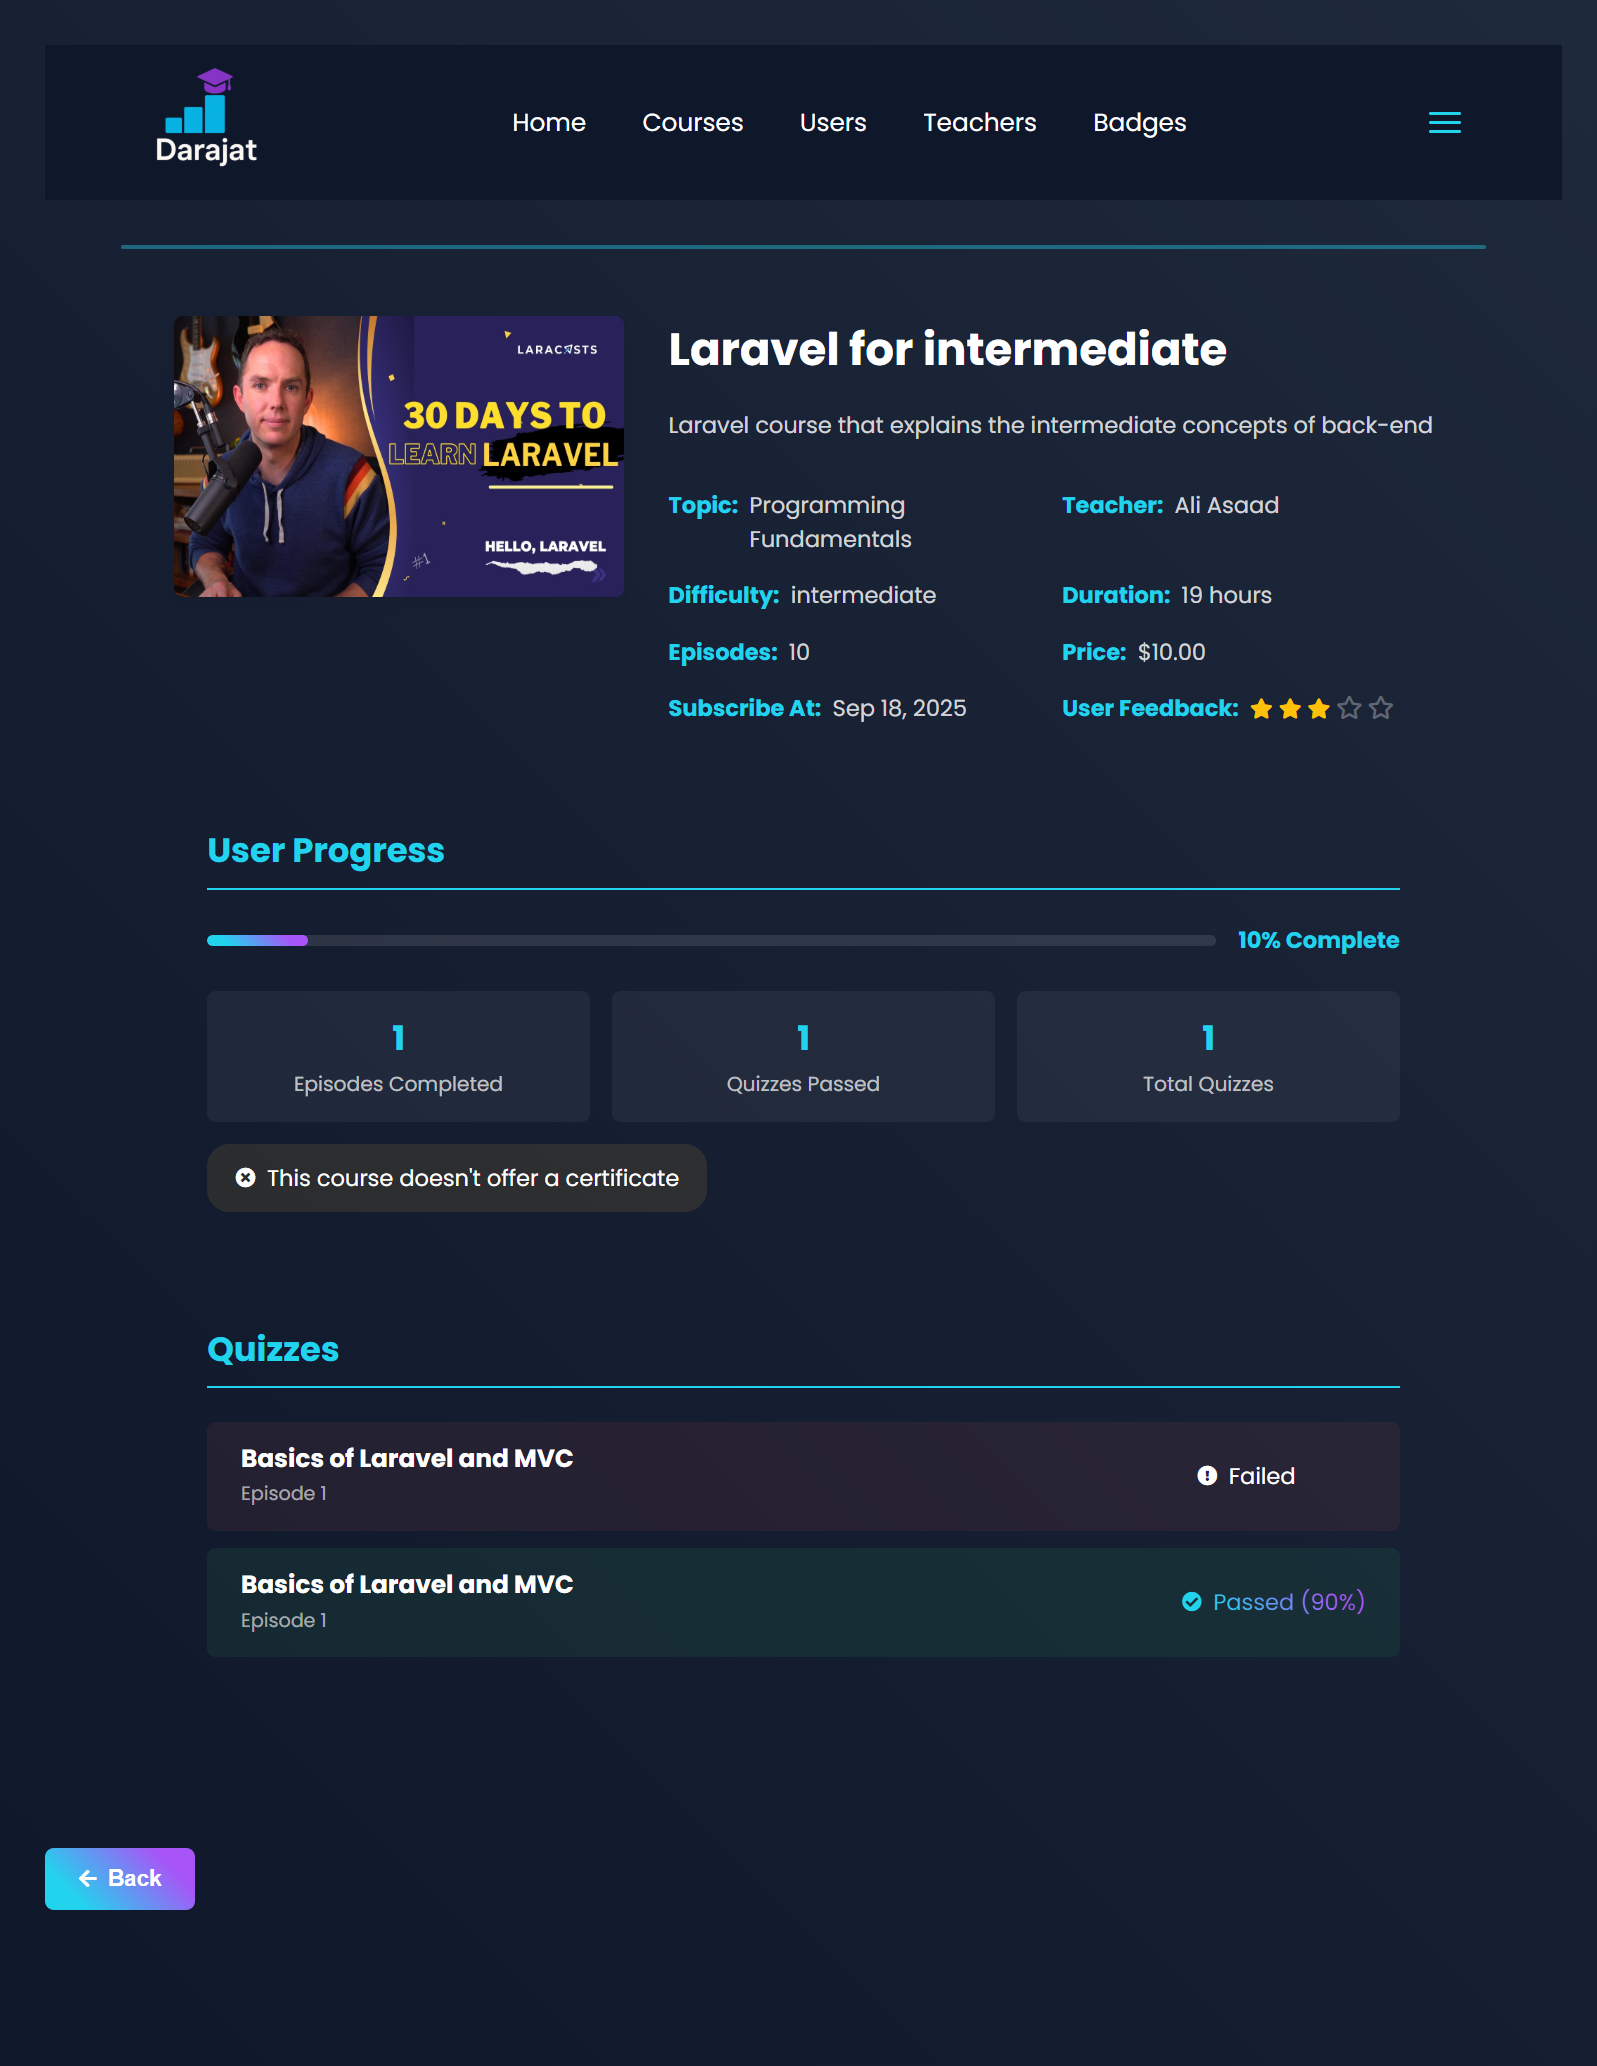 Darajat
Home
Courses
Users
Teachers
Badges
LARACASTS
30 DAYS TO
LEARN LARAVEL
HELLO, LARAVEL
#1
Laravel for intermediate
Laravel course that explains the intermediate concepts of back-end
Topic: Programming
Fundamentals
Teacher: Ali Asaad
Difficulty: intermediate
Duration: 19 hours
Episodes: 10
Price: $10.00
Subscribe At: Sep 18, 2025
User Feedback:
User Progress
10% Complete
1
Episodes Completed
1
Quizzes Passed
1
Total Quizzes
This course doesn't offer a certificate
Quizzes
Basics of Laravel and MVC
Episode 1
Failed
Basics of Laravel and MVC
Episode 1
Passed (90%)
Back